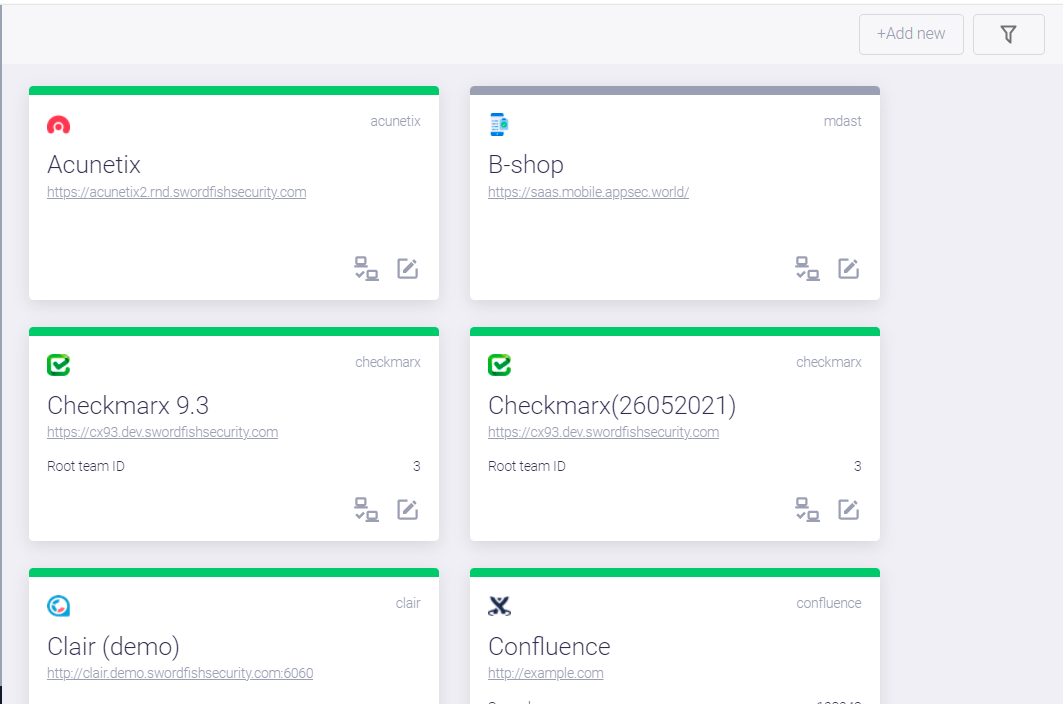 +Add new
acunetix
Acunetix
https://acunetix2.rnd.swordfishsecurity.com
mdast
B-shop
https://saas.mobile.appsec.world/
checkmarx
Checkmarx 9.3
https://cx93.dev.swordfishsecurity.com
Root team ID 3
checkmarx
Checkmarx(26052021)
https://cx93.dev.swordfishsecurity.com
Root team ID 3
clair
Clair (demo)
http://clair.demo.swordfishsecurity.com:6060
confluence
Confluence
http://example.com